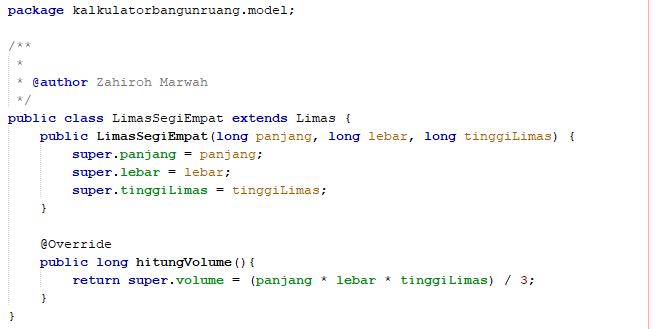 package kalkulatorbangunruang.model;
/**
 *
 * @author Zahiroh Marwah
 */
public class LimasSegiEmpat extends Limas {
    public LimasSegiEmpat(long panjang, long lebar, long tinggiLimas) {
        super.panjang = panjang;
        super.lebar = lebar;
        super.tinggiLimas = tinggiLimas;
    }
    @Override
    public long hitungVolume(){
        return super.volume = (panjang * lebar * tinggiLimas) / 3;
    }
}